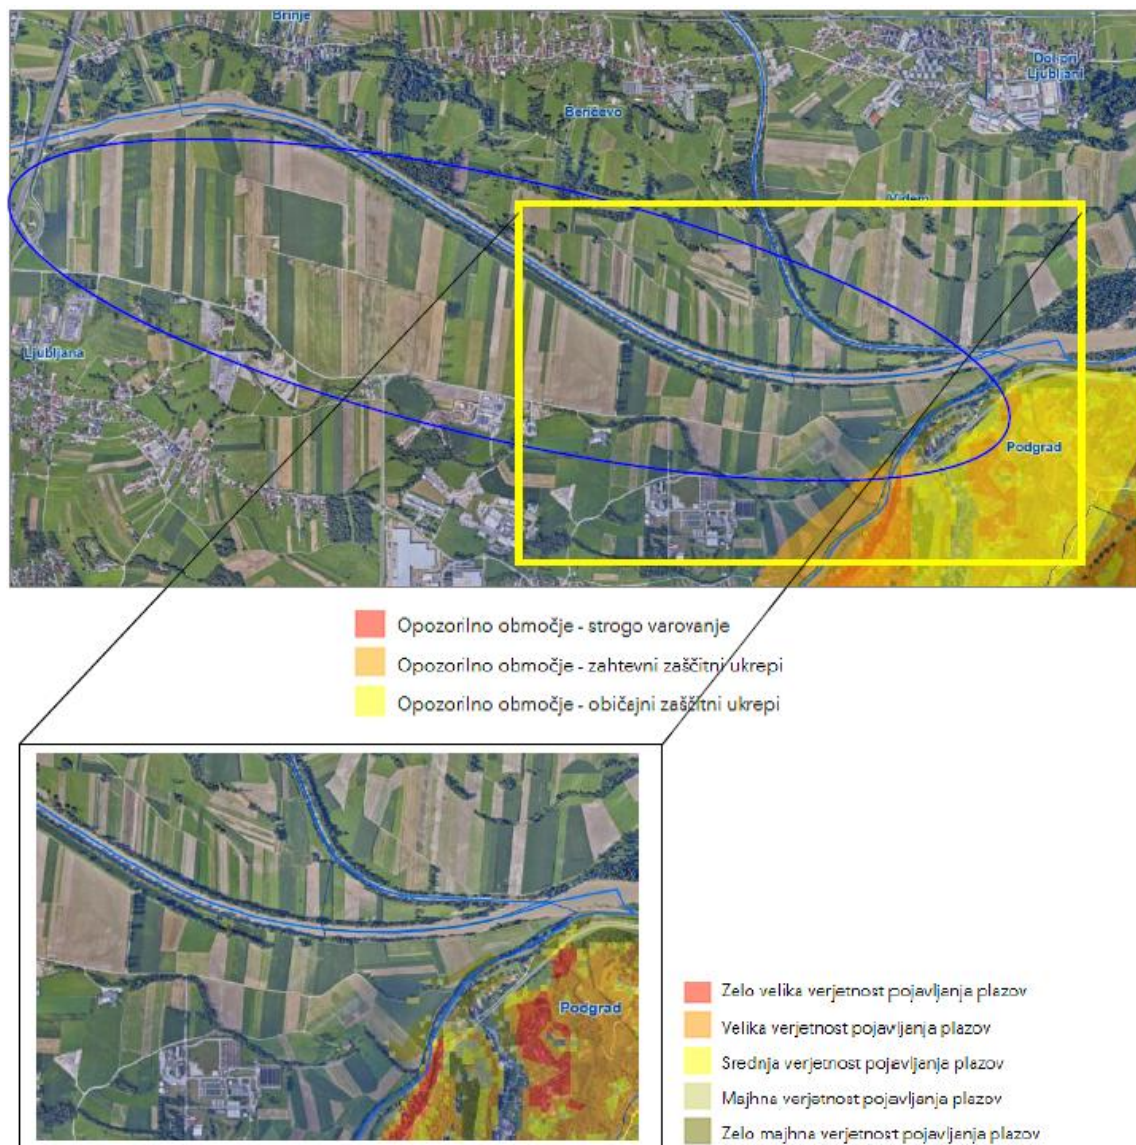 Brinje
Dol pri
Ljubljani
Beričevo
Videm
Ljubljana
Podgrad
Opozorilno območje - strogo varovanje
Opozorilno območje - zahtevni zaščitni ukrepi
Opozorilno območje - običajni zaščitni ukrepi
Podgrad
Zelo velika verjetnost pojavljanja plazov
Velika verjetnost pojavljanja plazov
Srednja verjetnost pojavljanja plazov
Majhna verjetnost pojavljanja plazov
Zelo majhna verjetnost pojavljanja plazov